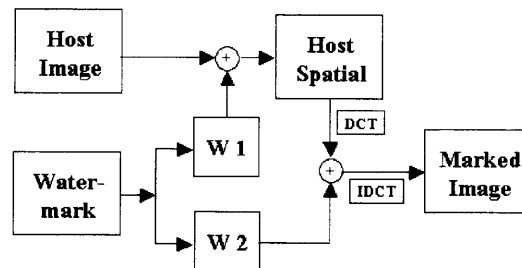 Host
Image
+
Host
Spatial
DCT
W 1
Water-
mark
+
IDCT
Marked
Image
W 2